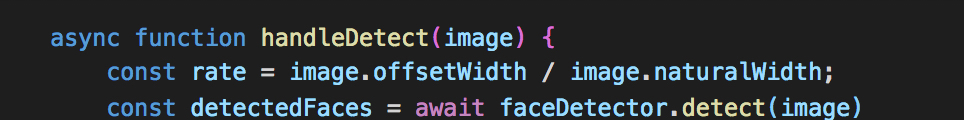 async function handleDetect(image) {
    const rate = image.offsetWidth / image.naturalWidth;
    const detectedFaces = await faceDetector.detect(image)